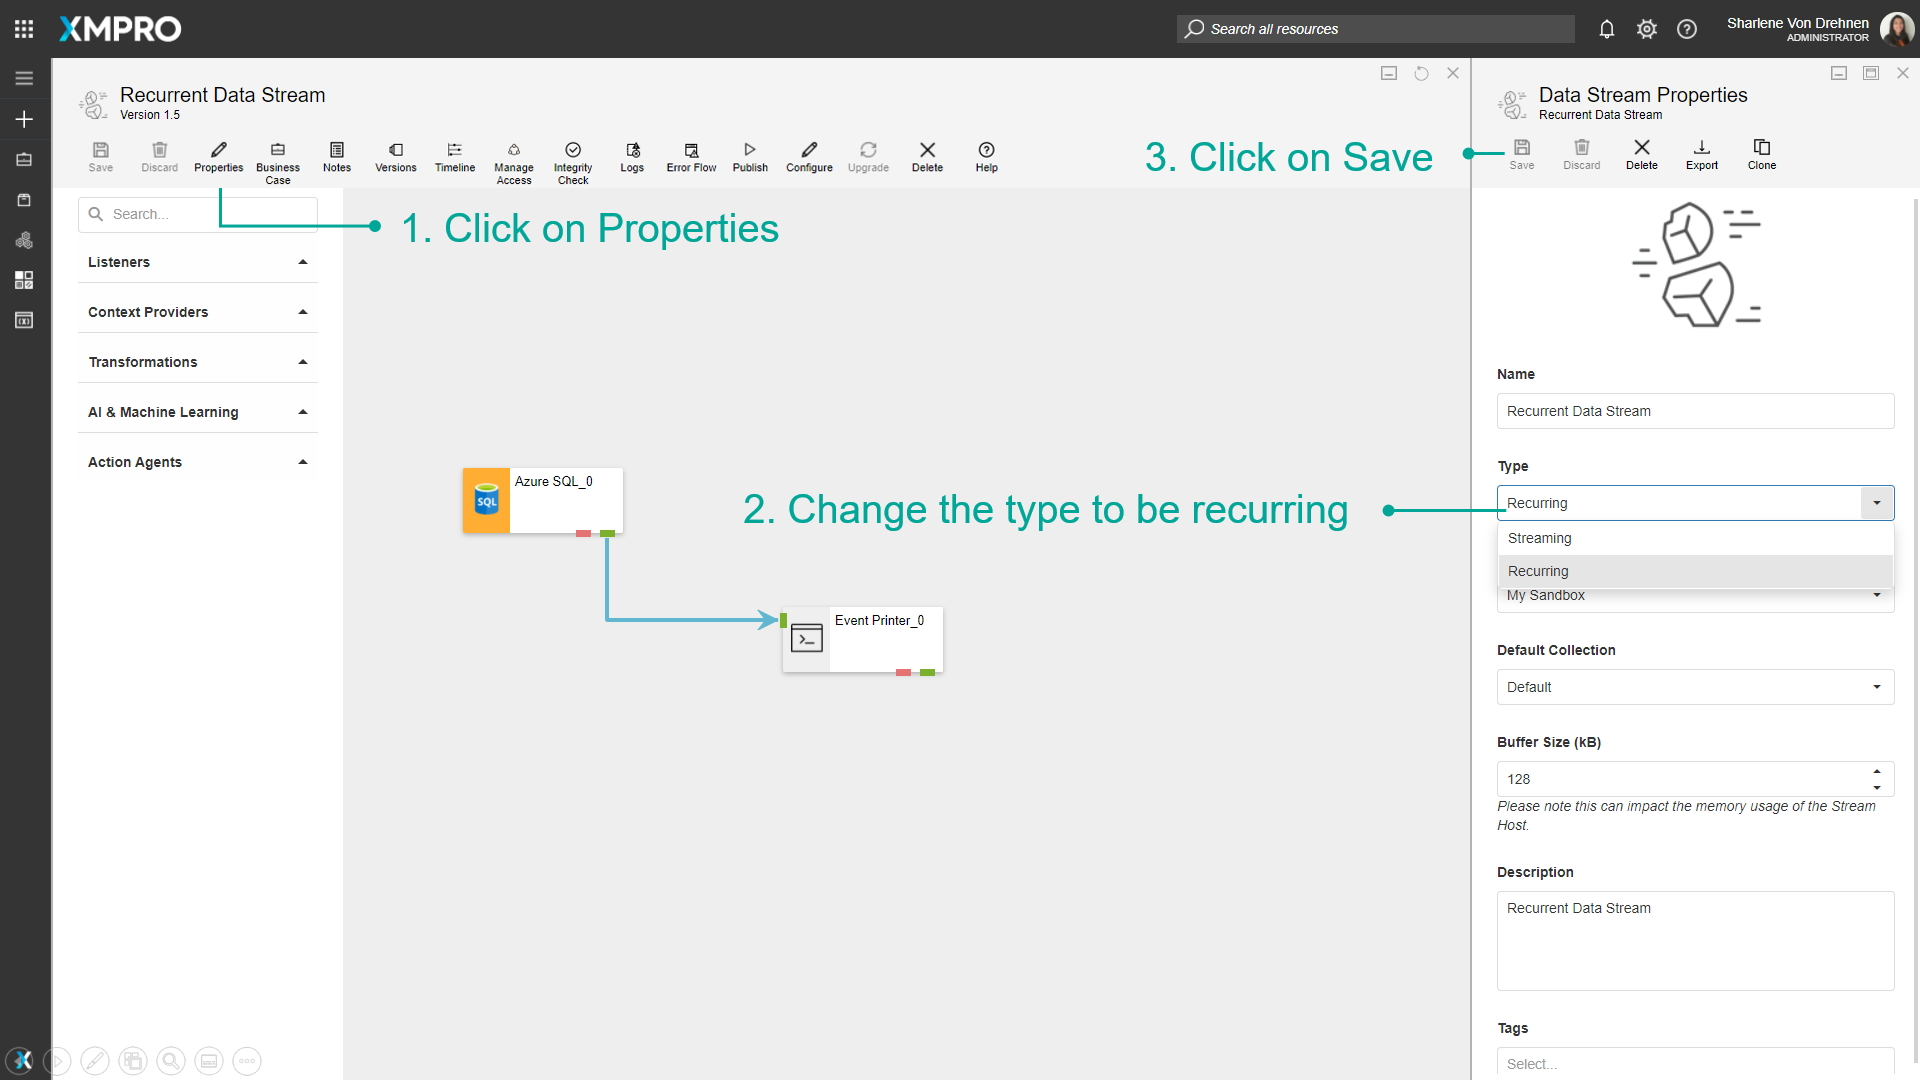 XMPRO
Search all resources
Sharlene Von Drehnen
ADMINISTRATOR
Recurrent Data Stream
Version 1.5
Save
Discard
Properties
Business
Case
Notes
Versions
Timeline
Manage
Access
Integrity
Check
Logs
Error Flow
Publish
Configure
Upgrade
Delete
Help
3. Click on Save
Data Stream Properties
Recurrent Data Stream
Save
Discard
Delete
Export
Clone
Search...
1. Click on Properties
Listeners
Context Providers
Transformations
AI & Machine Learning
Action Agents
SQL
Azure SQL_0
Event Printer_0
2. Change the type to be recurring
Name
Recurrent Data Stream
Type
Recurring
Streaming
Recurring
My Sandbox
Default Collection
Default
Buffer Size (kB)
128
Please note this can impact the memory usage of the Stream
Host.
Description
Recurrent Data Stream
Tags
Select...